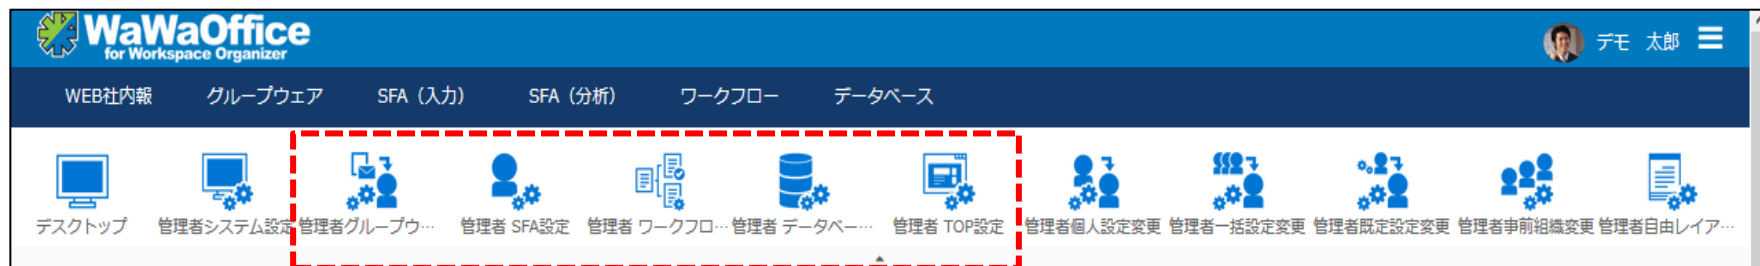 WaWaOffice
for Workspace Organizer
デモ 太郎
WEB社内報 グループウェア SFA（入力） SFA（分析） ワークフロー データベース
デスクトップ 管理者システム設定 管理者グループウ… 管理者 SFA設定 管理者 ワークフロ… 管理者 データベー… 管理者 TOP設定 管理者個人設定変更 管理者一括設定変更 管理者既定設定変更 管理者事前組織変更 管理者自由レイア…